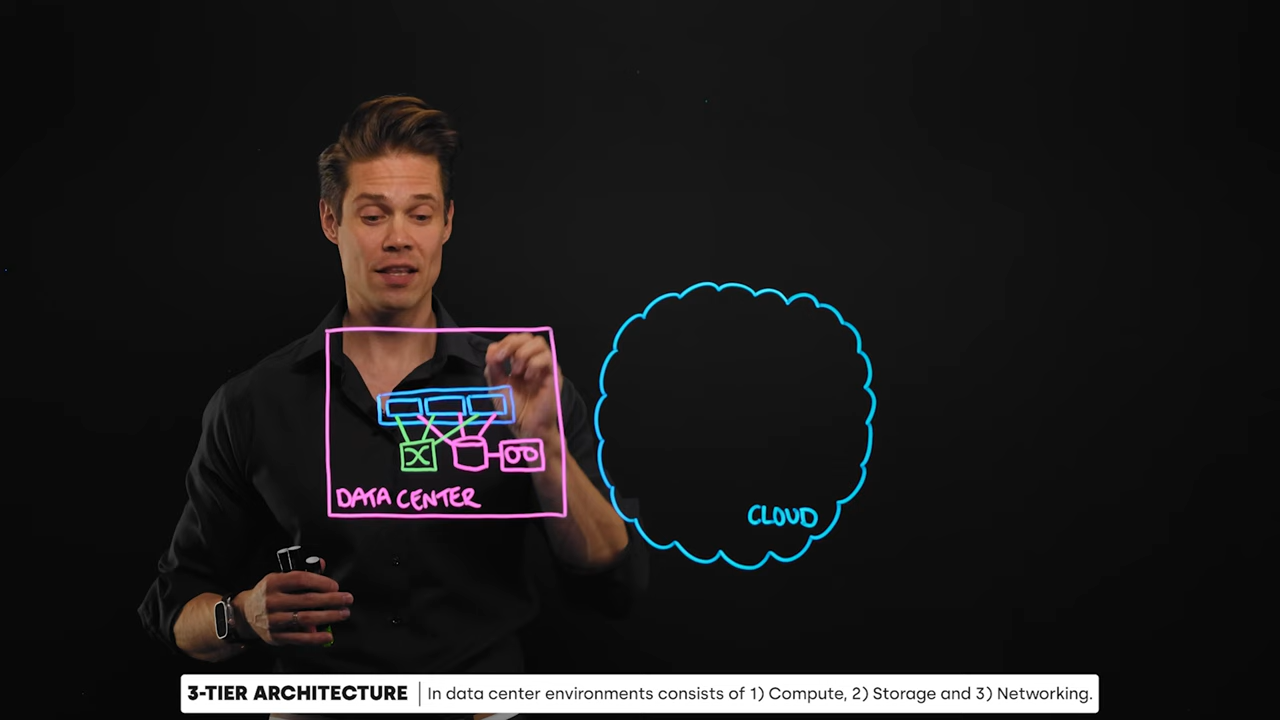 DATA CENTER
CLOUD
3-TIER ARCHITECTURE | In data center environments consists of 1) Compute, 2) Storage and 3) Networking.